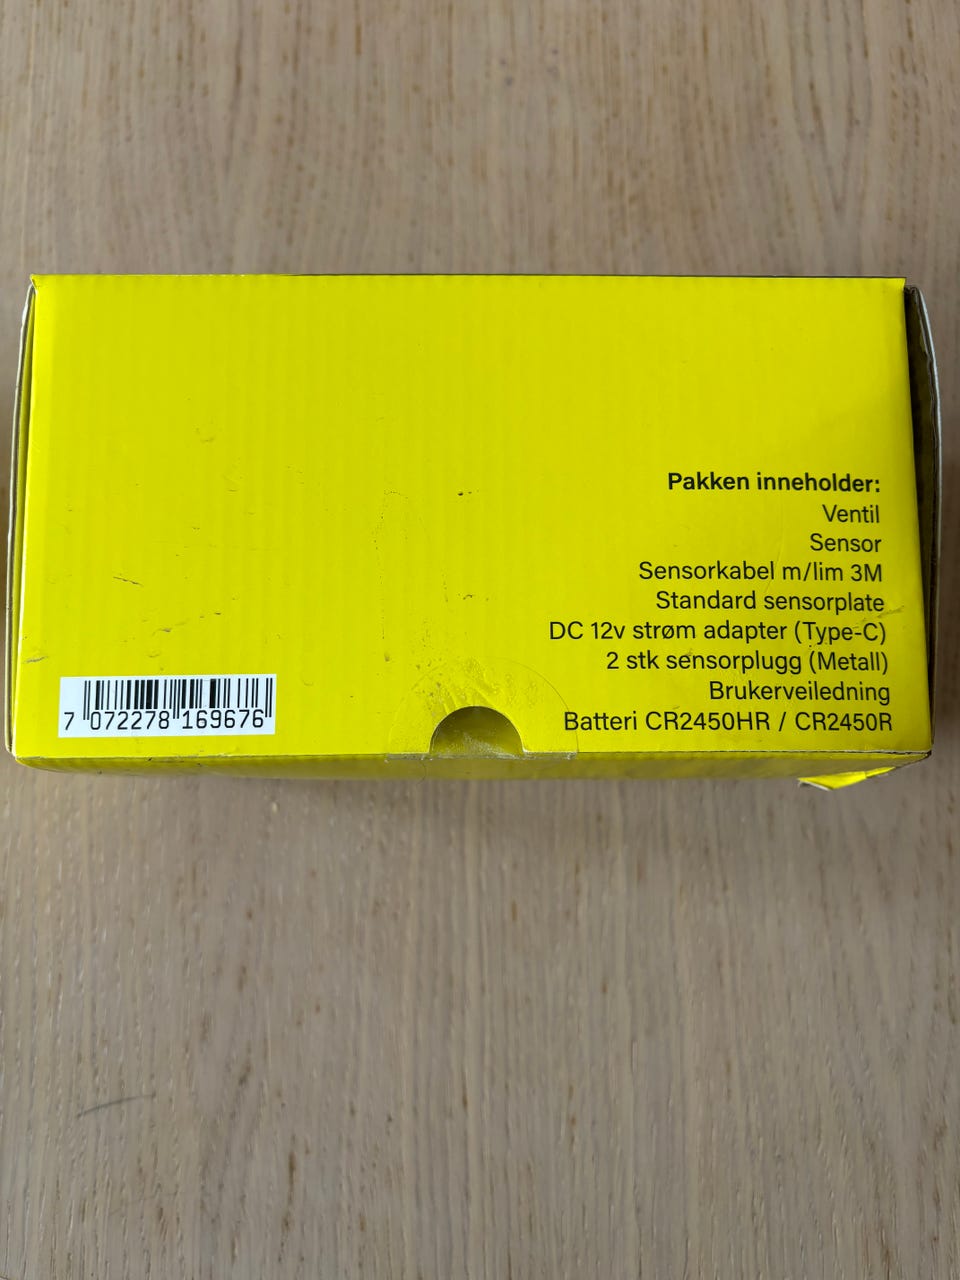 Pakken inneholder:
Ventil
Sensor
Sensorkabel m/lim 3M
Standard sensorplate
DC 12v strøm adapter (Type-C)
2 stk sensorplugg (Metall)
Brukerveiledning
Batteri CR2450HR / CR2450R
7 072278 169676